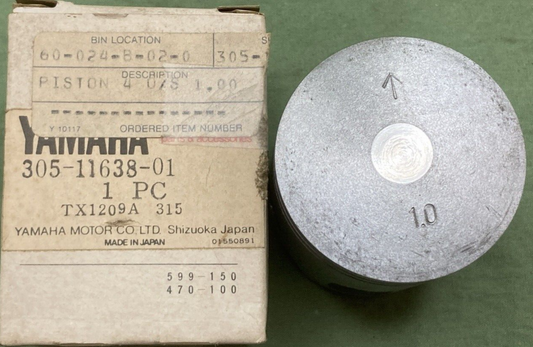 BIN LOCATION
60-024-B-02-0 305-
DESCRIPTION
PISTON 4 O/S 1.00
Y 10117 ORDERED ITEM NUMBER
YAMAHA
305-11638-01
1 PC
TX1209A 315
YAMAHA MOTOR CO., LTD. Shizuoka Japan
MADE IN JAPAN 01550891
599-150
470-100
1.0